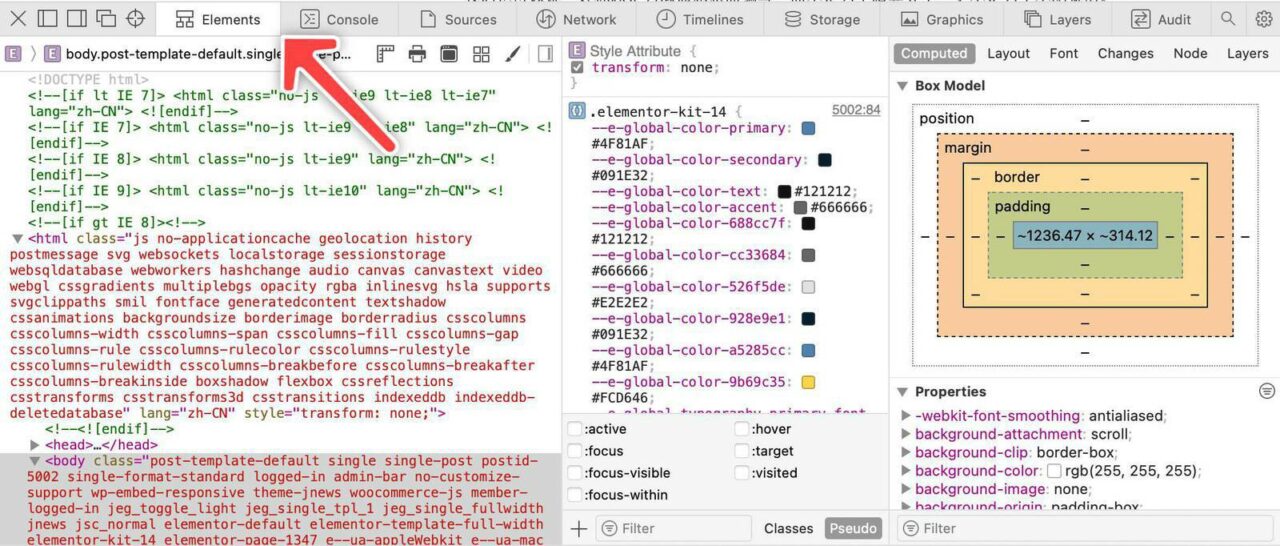 Elements
Console
Sources
Network
Timelines
Storage
Graphics
Layers
Audit
E
E body.post-template-default.single
e-p...
<!DOCTYPE html>
<!--[if lt IE 7]> <html class="no-js
ie9 lt-ie8 lt-ie7"
lang="zh-CN"> <![endif]-->
<!--[if IE 7]> <html class="no-js lt-ie9
ie8" lang="zh-CN"> <!
[endif]-->
<!--[if IE 8]> <html class="no-js lt-ie9" lang="zh-CN"> <!
[endif]-->
<!--[if IE 9]> <html class="no-js lt-ie10" lang="zh-CN"> <!
[endif]-->
<!--[if gt IE 8]><!-->
<html class="js no-applicationcache geolocation history
postmessage svg websockets localstorage sessionstorage
websqldatabase webworkers hashchange audio canvas canvastext video
webgl cssgradients multiplebgs opacity rgba inlinesvg hsla supports
svgclippaths smil fontface generatedcontent textshadow
cssanimations backgroundsize borderimage borderradius csscolumns
csscolumns-width csscolumns-span csscolumns-fill csscolumns-gap
csscolumns-rule csscolumns-rulecolor csscolumns-rulestyle
csscolumns-rulewidth csscolumns-breakbefore csscolumns-breakafter
csscolumns-breakinside boxshadow flexbox cssreflections
csstransforms csstransforms3d csstransitions indexeddb indexeddb-
deletedatabase" lang="zh-CN" style="transform: none;">
<!--<![endif]-->
<head>…</head>
<body class="post-template-default single single-post postid-
5002 single-format-standard logged-in admin-bar no-customize-
support wp-embed-responsive theme-jnews woocommerce-js member-
logged-in jeg_toggle_light jeg_single_tpl_1 jeg_single_fullwidth
jnews jsc_normal elementor-default elementor-template-full-width
elementor-kit-14 elementor-page-1347 e--ua-appleWebkit e--ua-mac
E Style Attribute {
transform: none;
}
.elementor-kit-14 { 5002:84
--e-global-color-primary:
#4F81AF;
--e-global-color-secondary:
#091E32;
--e-global-color-text: #121212;
--e-global-color-accent: #666666;
--e-global-color-688cc7f:
#121212;
--e-global-color-cc33684:
#666666;
--e-global-color-526f5de:
#E2E2E2;
--e-global-color-928e9e1:
#091E32;
--e-global-color-a5285cc:
#4F81AF;
--e-global-color-9b69c35:
#FCD646;
--e-global-typography-primary-font
:active
:hover
:focus
:target
:focus-visible
:visited
:focus-within
Filter
Classes
Pseudo
Computed
Layout
Font
Changes
Node
Layers
Box Model
position –
margin –
– border – –
padding –
– – – – ~1236.47 × ~314.12 – – – –
–
– – –
–
–
Properties
-webkit-font-smoothing: antialiased;
background-attachment: scroll;
background-clip: border-box;
background-color: rgb(255, 255, 255);
background-image: none;
background-origin: padding-box;
Filter